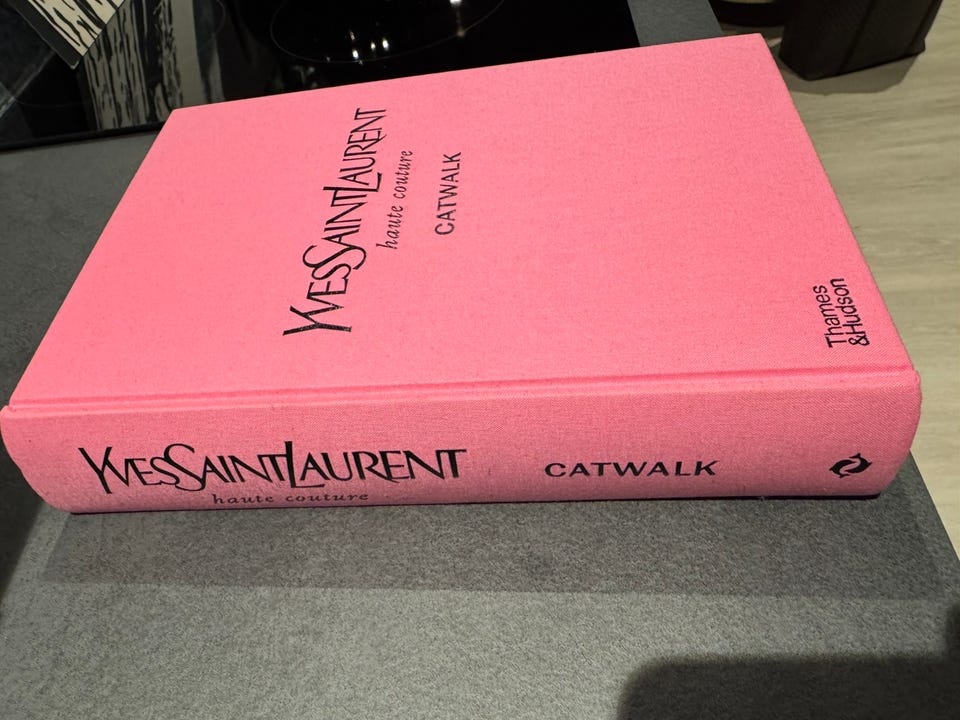 YVESSAINTLAURENT
haute couture
CATWALK
Thames
&Hudson
YVESSAINTLAURENT
haute couture
CATWALK